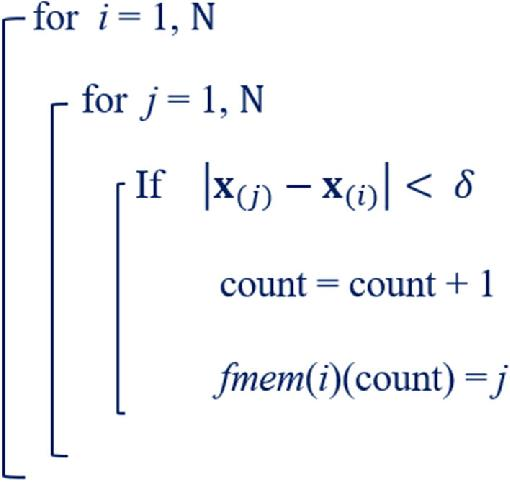 for i = 1, N
for j = 1, N
If |x₍ⱼ₎ − x₍ᵢ₎| < δ
count = count + 1
fmem(i)(count) = j